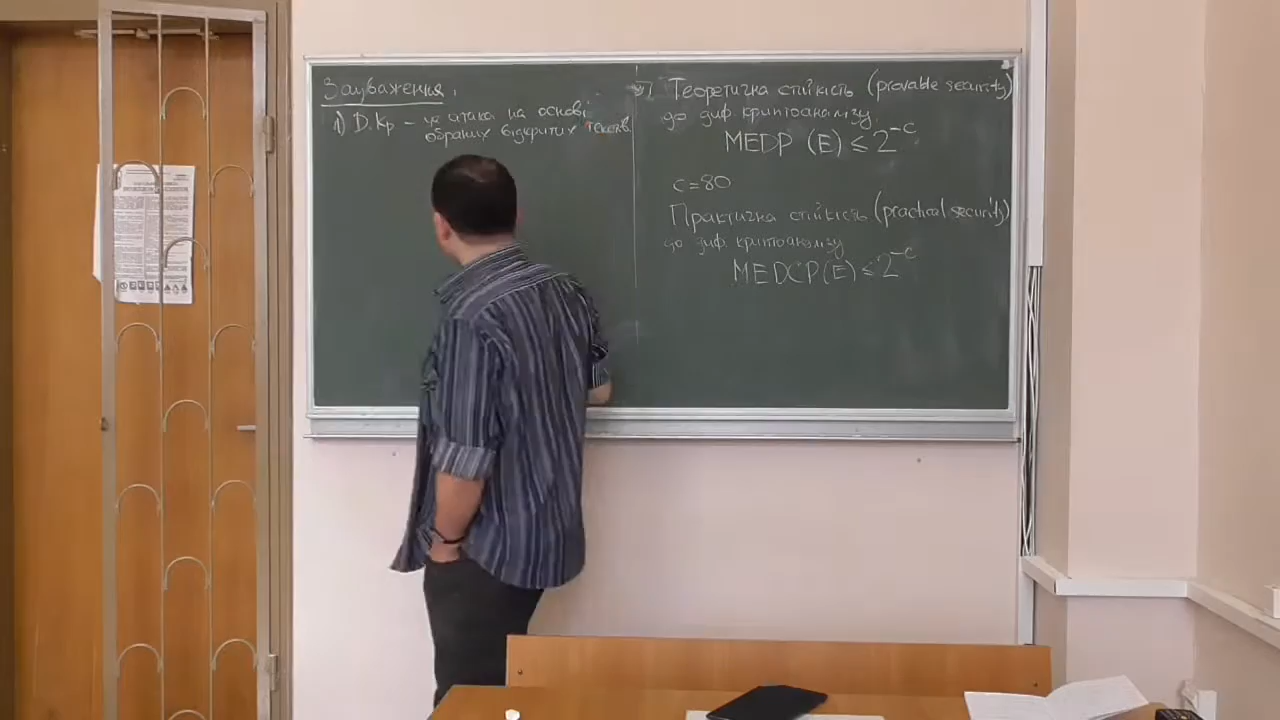 Зауваження.
1) D. Кр – це атака на основі
обраних відкритих текстів
Теоретична стійкість (provable security)
до диф. криптоаналізу
MEDP (E) ≤ 2^-c,
c=80
Практична стійкість (practical security)
до диф. криптоаналізу
MEDCP(E) ≤ 2^-c